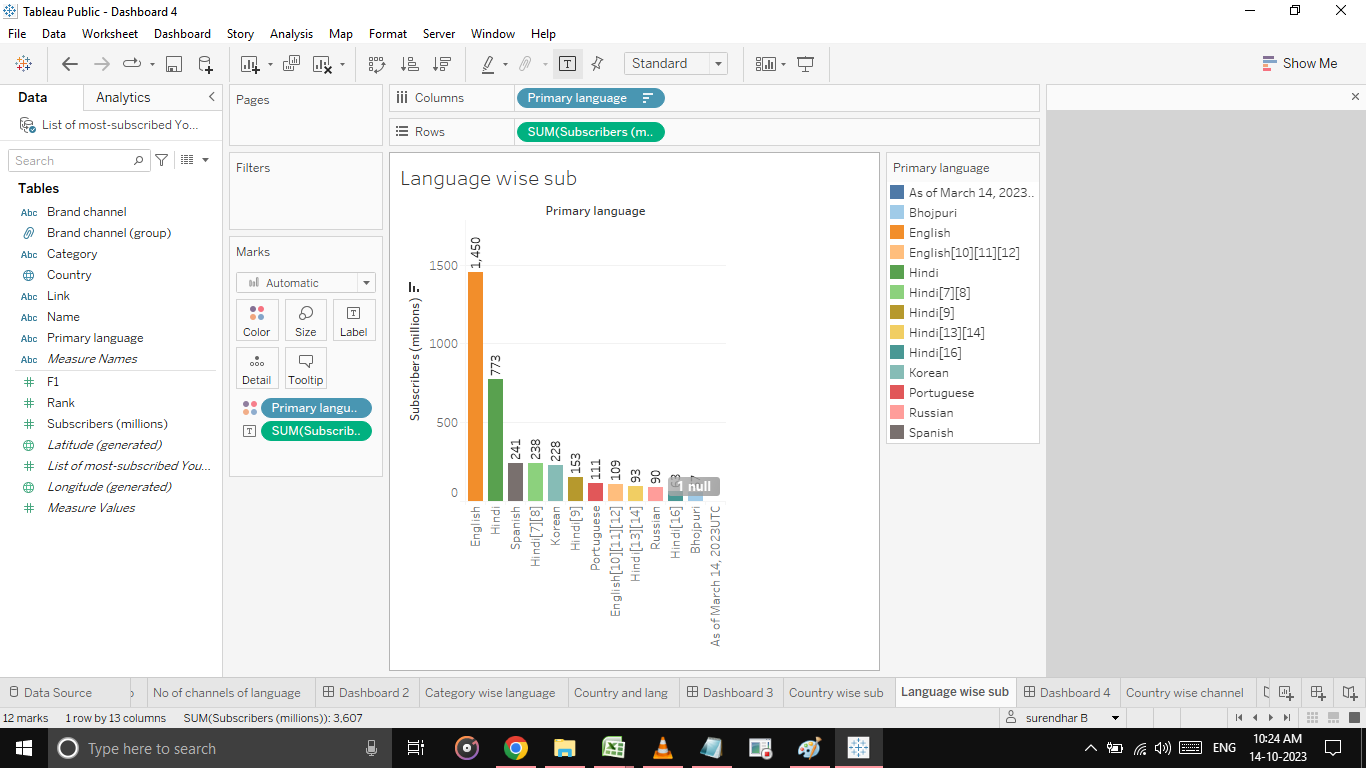 Tableau Public - Dashboard 4
File Data Worksheet Dashboard Story Analysis Map Format Server Window Help
Standard
Show Me
Data Analytics
List of most-subscribed Yo...
Search
Tables
Abc Brand channel
Brand channel (group)
Abc Category
Country
Abc Link
Abc Name
Abc Primary language
Abc Measure Names
F1
Rank
Subscribers (millions)
Latitude (generated)
List of most-subscribed You...
Longitude (generated)
Measure Values
Pages
Filters
Marks
Automatic
Color Size Label
Detail Tooltip
Primary langu..
SUM(Subscrib..
Columns Primary language
Rows SUM(Subscribers (m..
Language wise sub
Primary language
Subscribers (millions)
1500
1000
500
0
1,450
773
241
238
228
153
111
109
93
90
1 null
English
Hindi
Spanish
Hindi[7][8]
Korean
Hindi[9]
Portuguese
English[10][11][12]
Hindi[13][14]
Russian
Hindi[16]
Bhojpuri
As of March 14, 2023UTC
Primary language
As of March 14, 2023..
Bhojpuri
English
English[10][11][12]
Hindi
Hindi[7][8]
Hindi[9]
Hindi[13][14]
Hindi[16]
Korean
Portuguese
Russian
Spanish
Data Source No of channels of language Dashboard 2 Category wise language Country and lang Dashboard 3 Country wise sub Language wise sub Dashboard 4 Country wise channel
12 marks 1 row by 13 columns SUM(Subscribers (millions)): 3,607
surendhar B
Type here to search
ENG
10:24 AM
14-10-2023